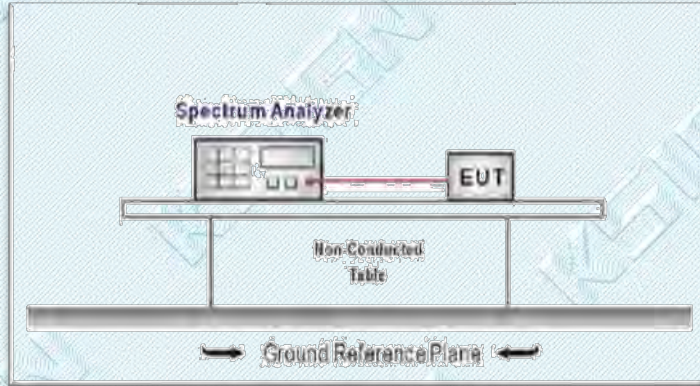 Spectrum Analyzer
EUT
Non-Conducted
Table
Ground Reference Plane